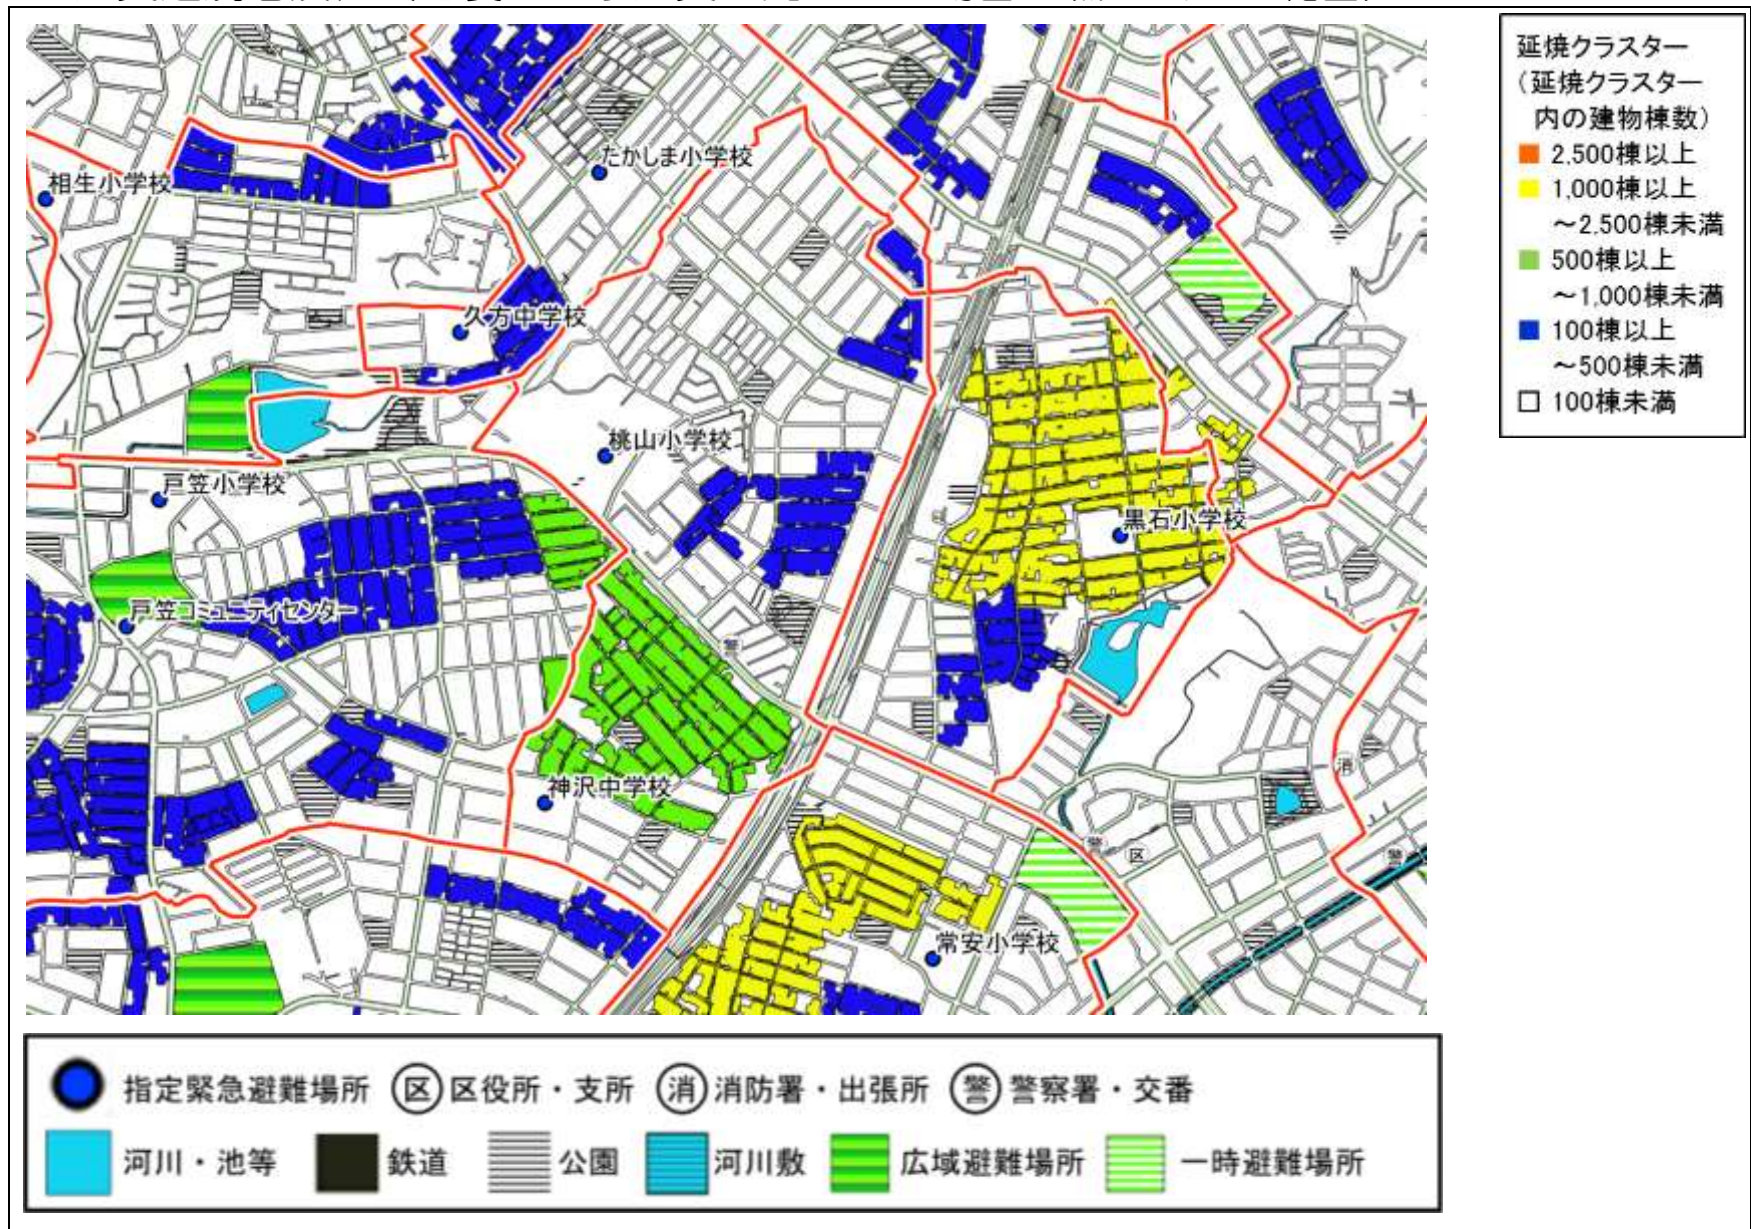 延焼クラスター
（延焼クラスター
内の建物棟数）
2,500棟以上
1,000棟以上
～2,500棟未満
500棟以上
～1,000棟未満
100棟以上
～500棟未満
100棟未満
たかしま小学校
相生小学校
久方中学校
桃山小学校
戸笠小学校
黒石小学校
戸笠コミュニティセンター
警
消
神沢中学校
警
区
警
常安小学校
指定緊急避難場所
区 区役所・支所
消 消防署・出張所
警 警察署・交番
河川・池等
鉄道
公園
河川敷
広域避難場所
一時避難場所